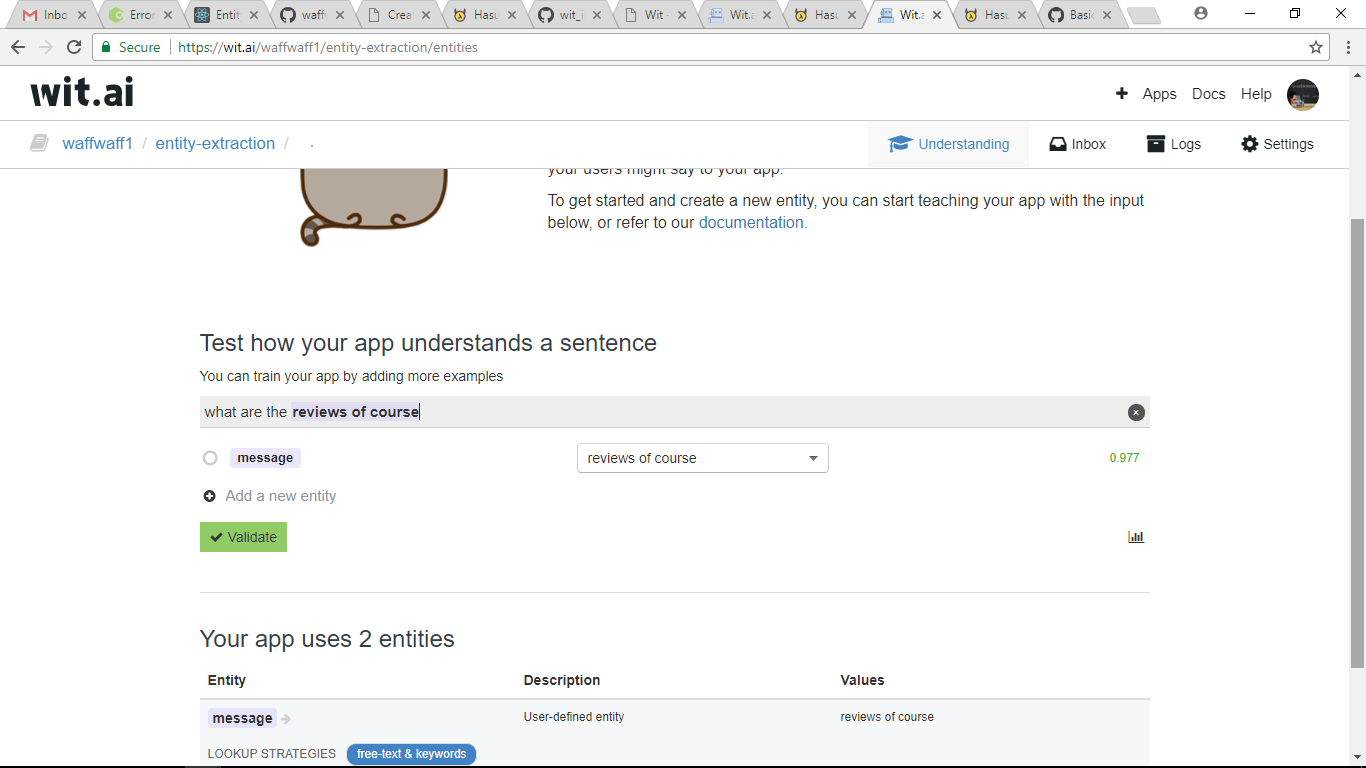 Inbo
Error
Entit
waffw
Crea
Hasu
wit_i
Wit -
Wit.a
Hasu
Wit.a
Hasu
Basic
Secure
https://wit.ai/waffwaff1/entity-extraction/entities
wit.ai
Apps Docs Help
waffwaff1 / entity-extraction / .
Understanding Inbox Logs Settings
your users might say to your app.
To get started and create a new entity, you can start teaching your app with the input
below, or refer to our documentation.
Test how your app understands a sentence
You can train your app by adding more examples
what are the reviews of course
message reviews of course 0.977
Add a new entity
Validate
Your app uses 2 entities
Entity Description Values
message User-defined entity reviews of course
LOOKUP STRATEGIES free-text & keywords